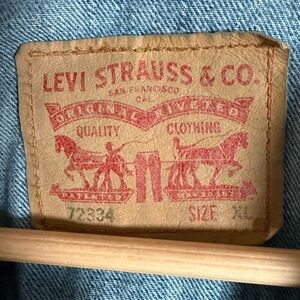 LEVI STRAUSS & CO.
SAN FRANCISCO
CAL.
ORIGINAL RIVETED
QUALITY CLOTHING
72334 SIZE XL